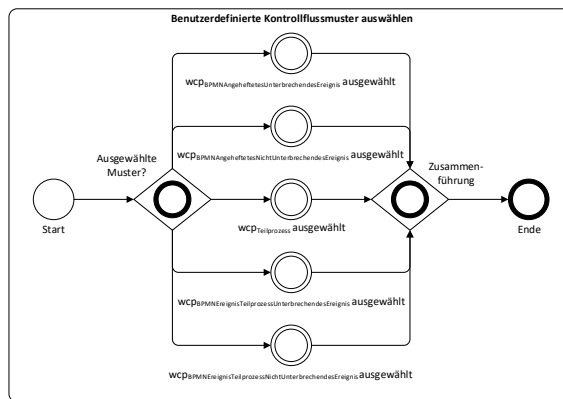 Benutzerdefinierte Kontrollflussmuster auswählen
wcpBPMNAngeheftetesUnterbrechendesEreignis ausgewählt
Ausgewählte
Muster?
wcpBPMNAngeheftetesNichtUnterbrechendesEreignis ausgewählt
Zusammen-
führung
Start
wcpTeilprozess ausgewählt
Ende
wcpBPMNEreignisTeilprozessUnterbrechendesEreignis ausgewählt
wcpBPMNEreignisTeilprozessNichtUnterbrechendesEreignis ausgewählt